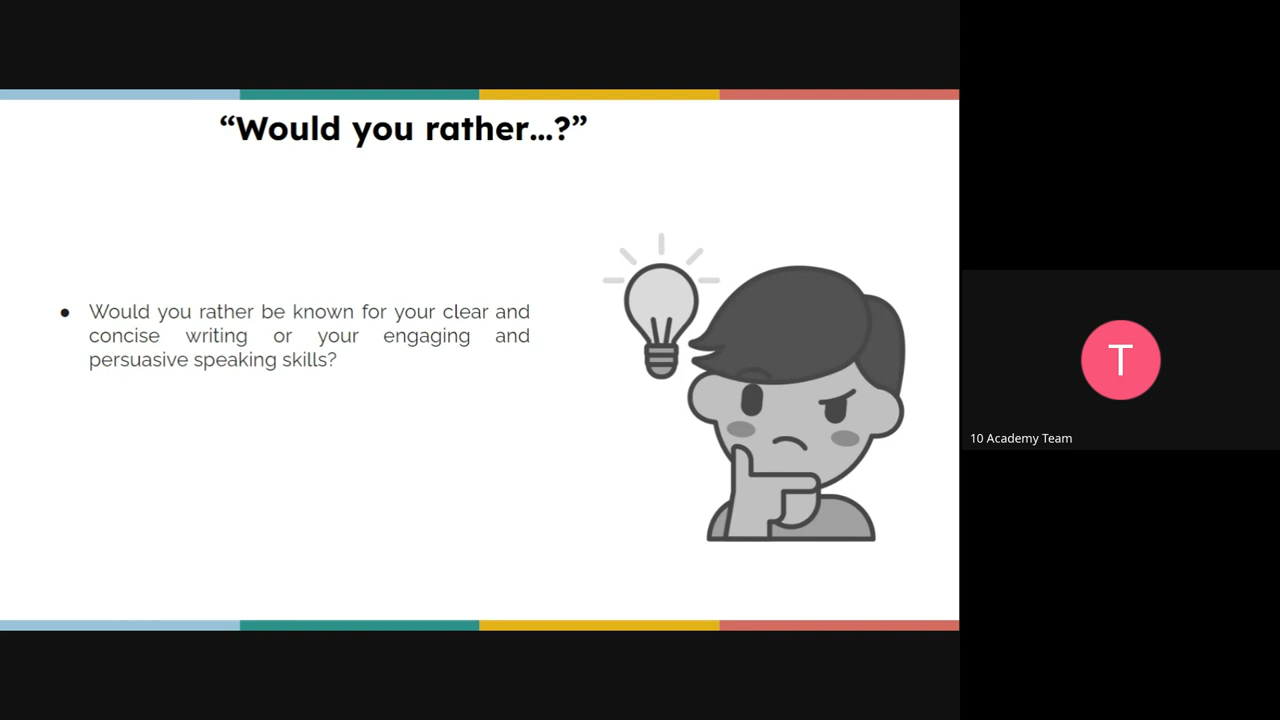 “Would you rather...?”
● Would you rather be known for your clear and
concise writing or your engaging and
persuasive speaking skills?
T
10 Academy Team